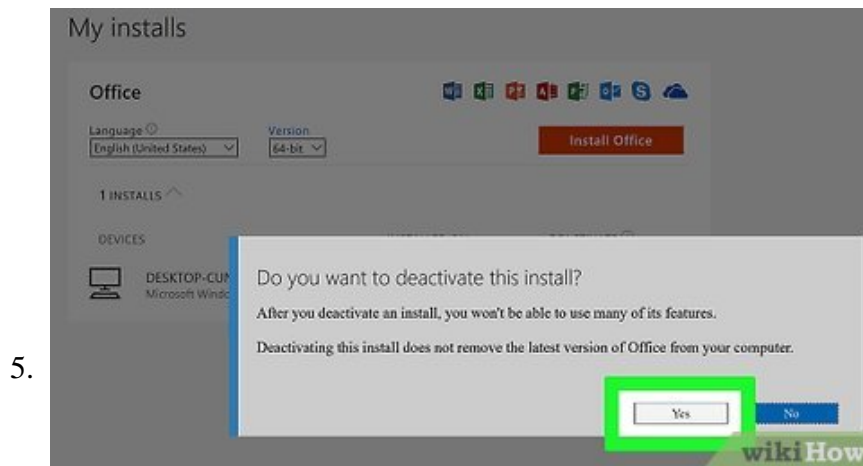 My installs
Office
Language
Version
English (United States)
64-bit
Install Office
1 INSTALLS
DEVICES
DESKTOP-CUN
Microsoft Windo
Do you want to deactivate this install?
After you deactivate an install, you won't be able to use many of its features.
Deactivating this install does not remove the latest version of Office from your computer.
5.
Yes
No
wikiHow